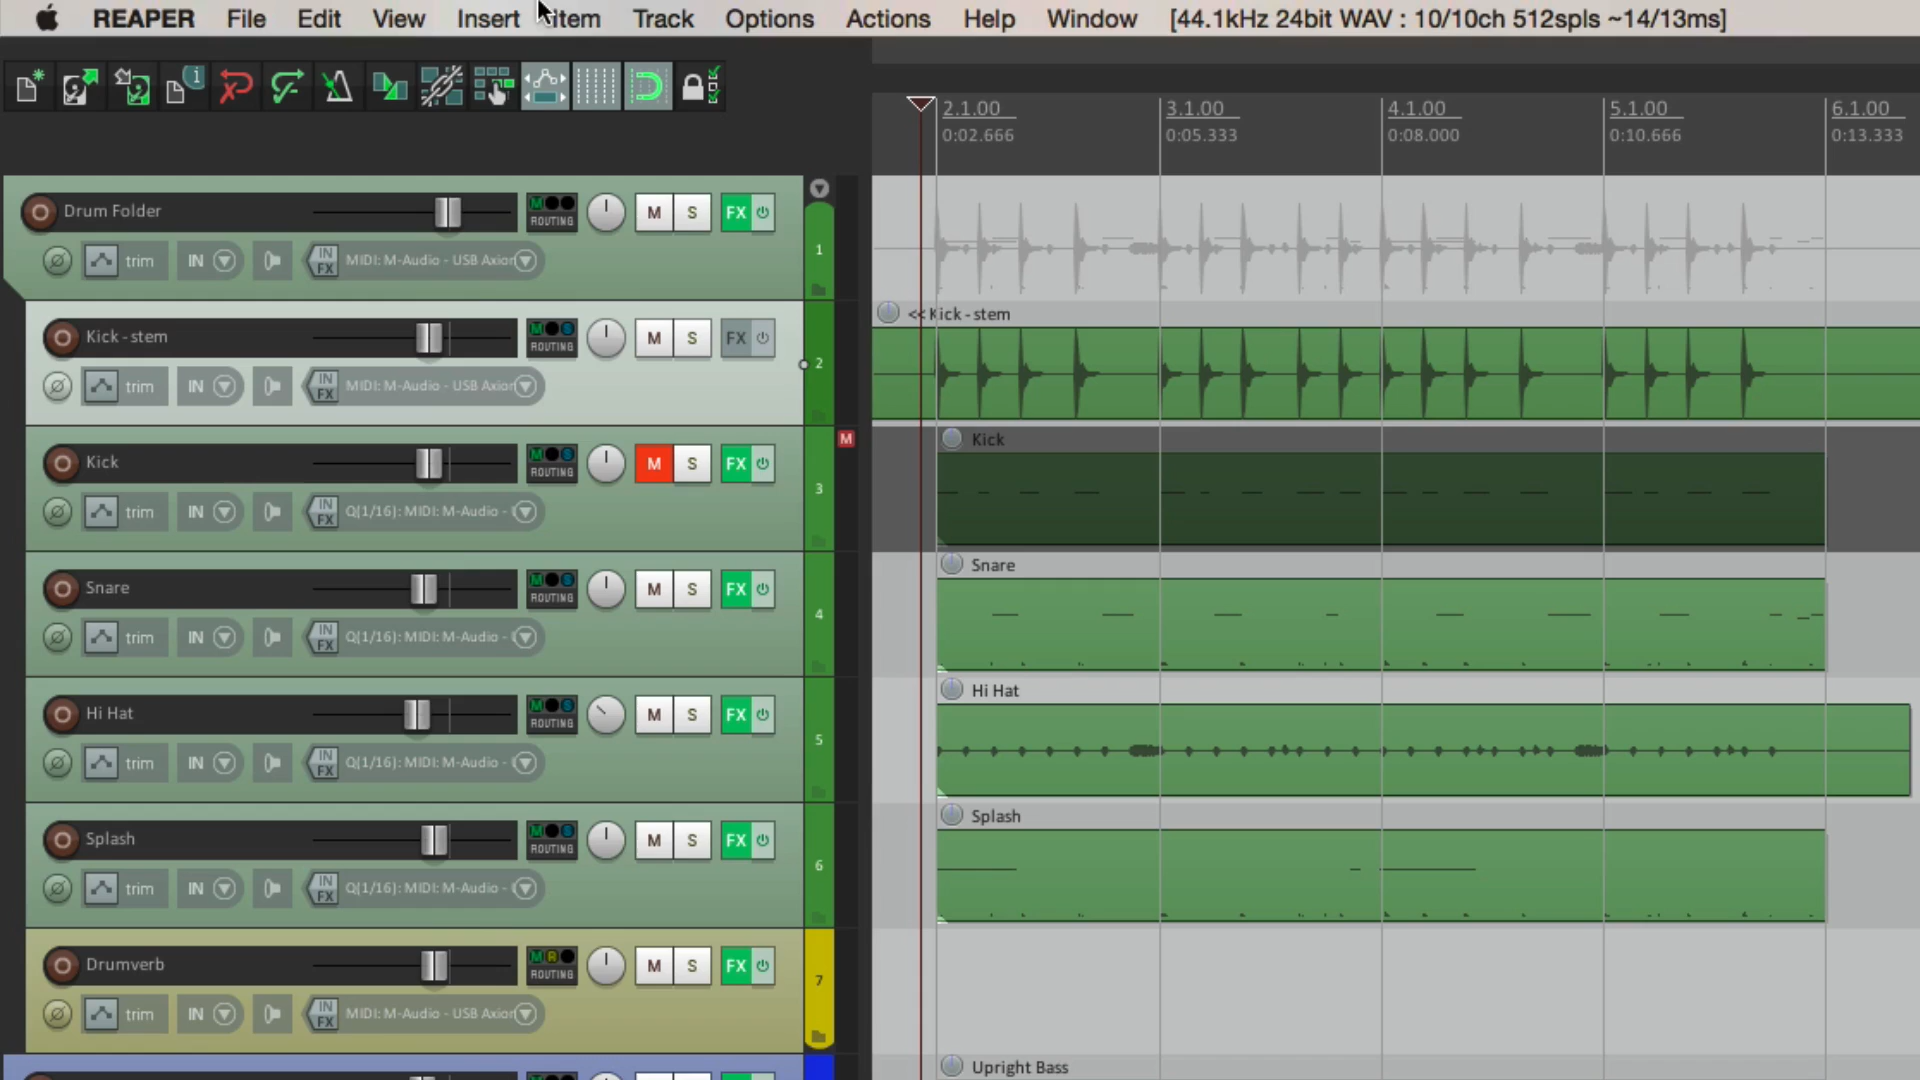 REAPER File Edit View Insert Item Track Options Actions Help Window [44.1kHz 24bit WAV : 10/10ch 512spls ~14/13ms]
2.1.00 3.1.00 4.1.00 5.1.00 6.1.00
0:02.666 0:05.333 0:08.000 0:10.666 0:13.333
Drum Folder ROUTING M S FX
trim IN IN FX MIDI: M-Audio - USB Axion
1
<< Kick - stem
Kick - stem ROUTING M S FX
trim IN IN FX MIDI: M-Audio - USB Axion
2
M Kick
Kick ROUTING M S FX
trim IN IN FX Q(1/16): MIDI: M-Audio -
3
Snare
Snare ROUTING M S FX
trim IN IN FX Q(1/16): MIDI: M-Audio -
4
Hi Hat
Hi Hat ROUTING M S FX
trim IN IN FX Q(1/16): MIDI: M-Audio -
5
Splash
Splash ROUTING M S FX
trim IN IN FX Q(1/16): MIDI: M-Audio -
6
Drumverb ROUTING M S FX
trim IN IN FX MIDI: M-Audio - USB Axion
7
Upright Bass